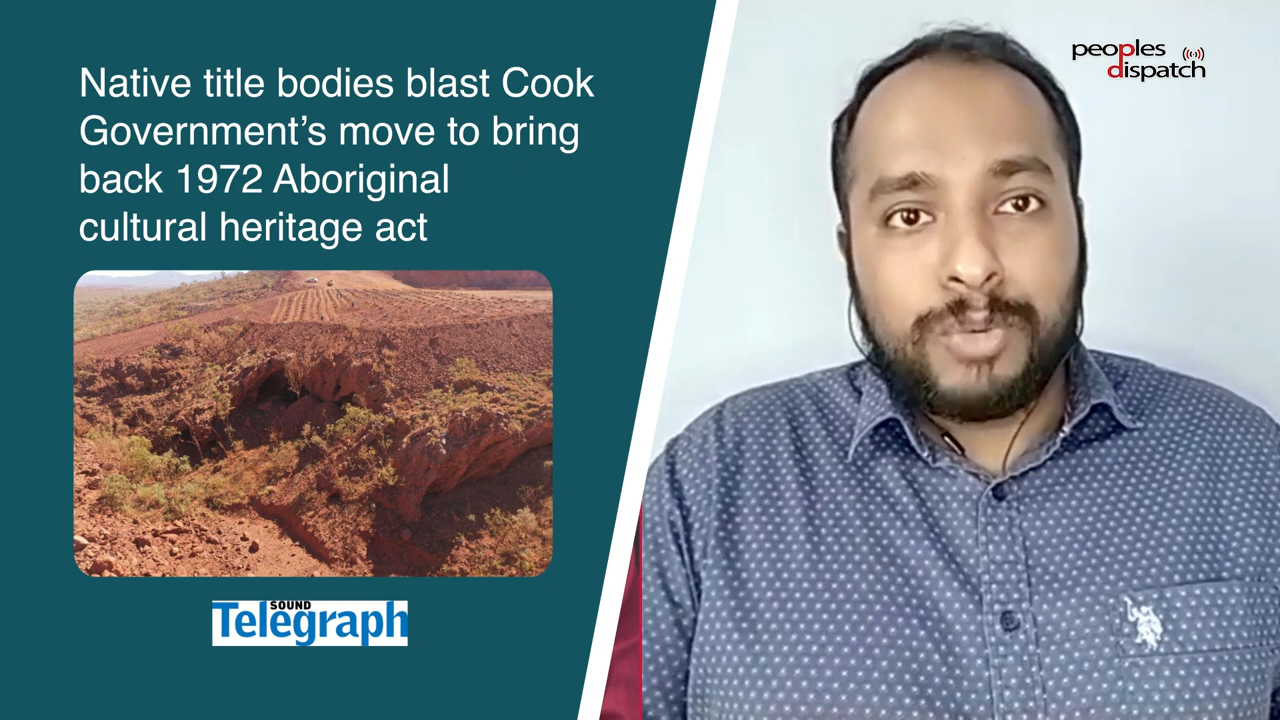 Native title bodies blast Cook
Government’s move to bring
back 1972 Aboriginal
cultural heritage act
SOUND
Telegraph
peoples
dispatch